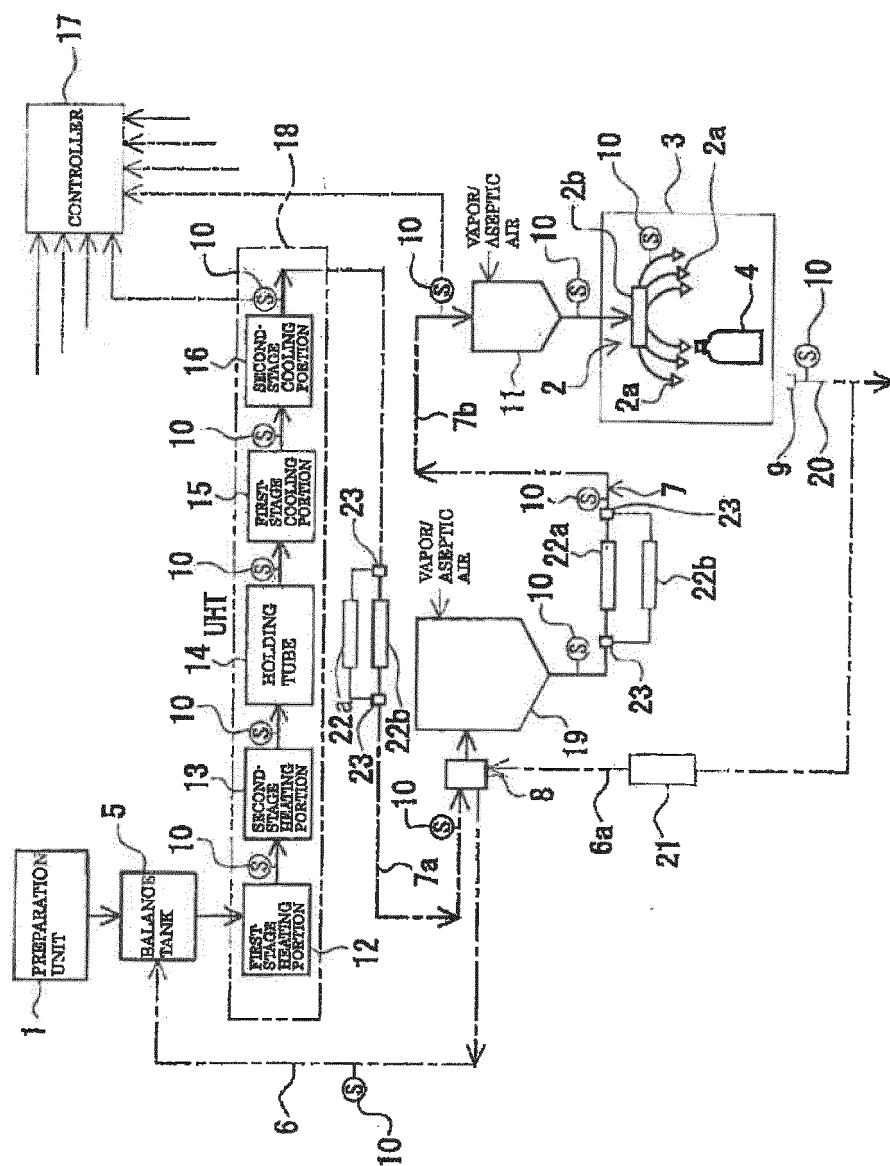 1
PREPARATION
UNIT
5
BALANCE
TANK
12
FIRST-
STAGE
HEATING
PORTION
10
S
13
SECOND-
STAGE
HEATING
PORTION
10
S
14
UHT
HOLDING
TUBE
10
S
15
FIRST-
STAGE
COOLING
PORTION
10
S
16
SECOND-
STAGE
COOLING
PORTION
10
S
18
17
CONTROLLER
6
S
10
7a
10
S
23
22a
22b
23
8
VAPOR/
ASEPTIC
AIR
19
10
S
6a
21
23
22a
22b
23
10
S
7
7b
10
S
VAPOR/
ASEPTIC
AIR
11
10
S
2
2b
10
S
3
2a
2a
4
9
20
S
10